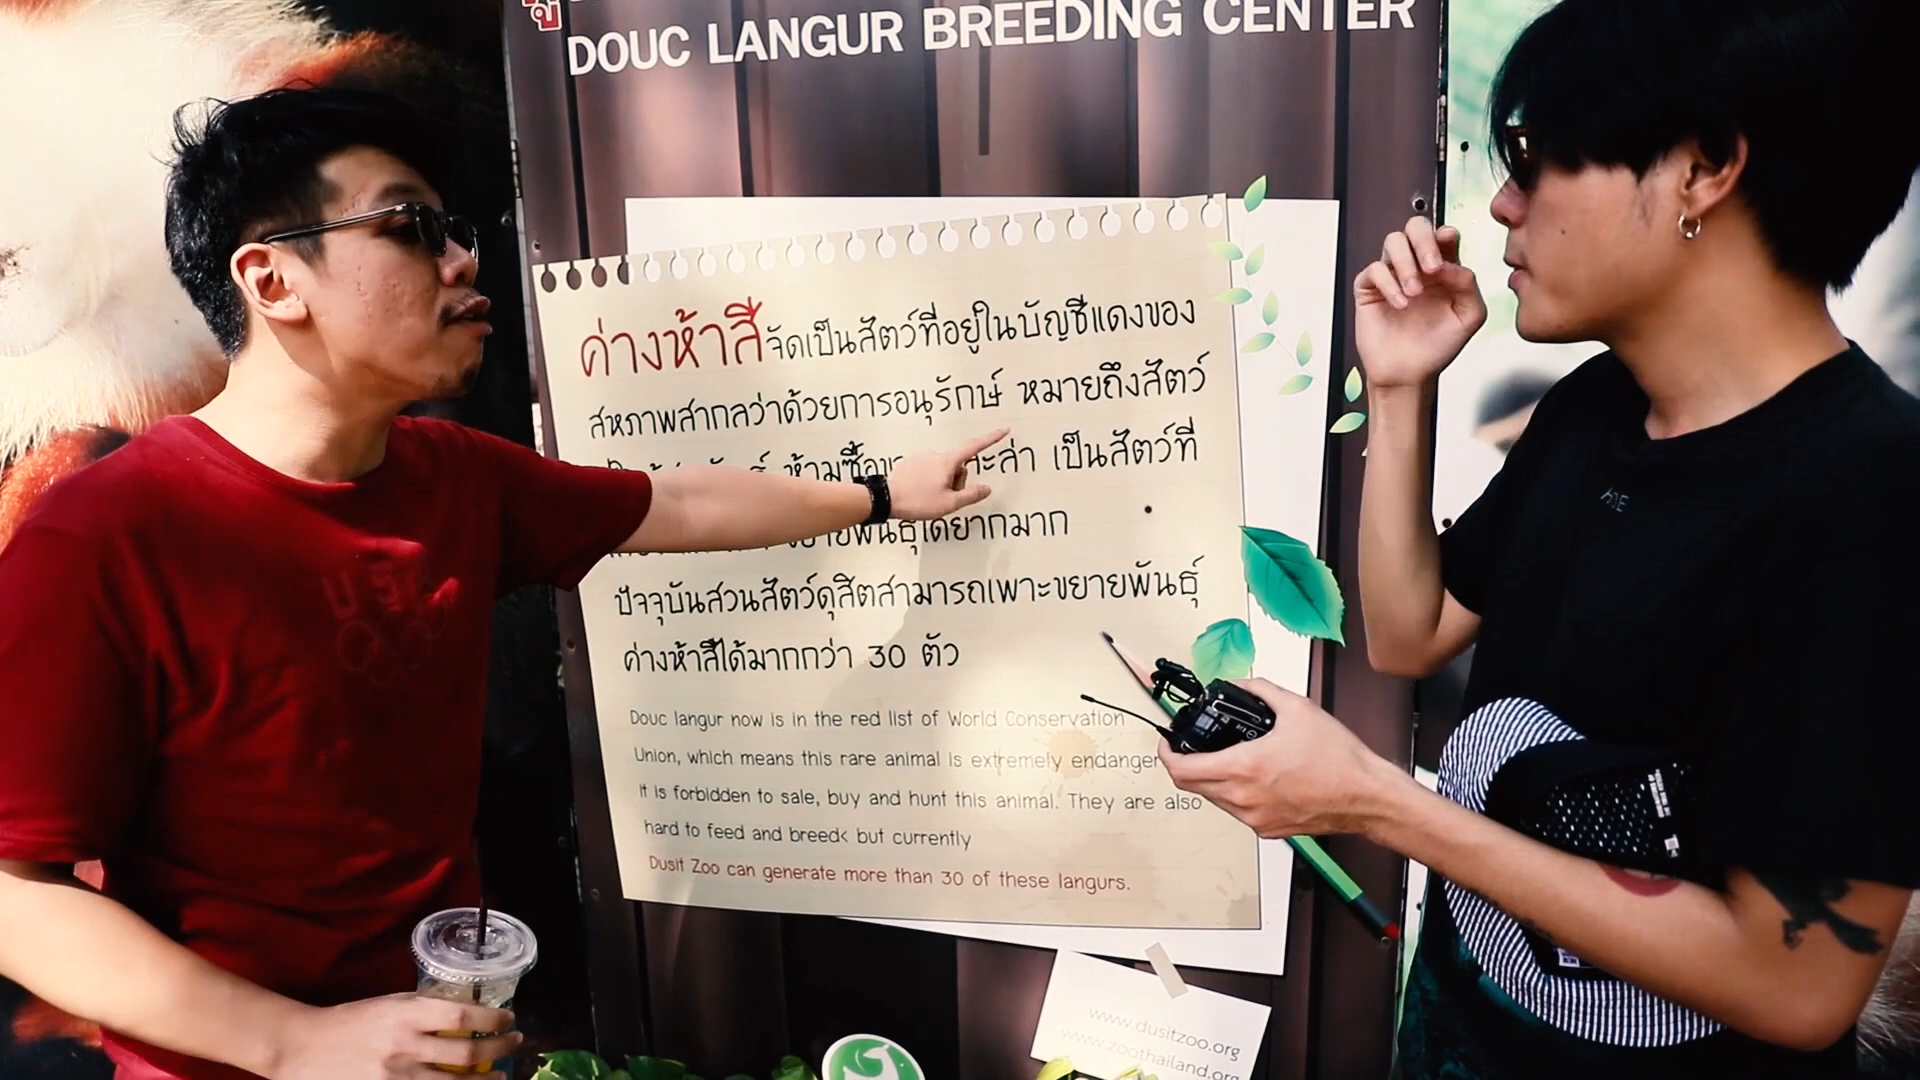 DOUC LANGUR BREEDING CENTER
ค่างห้าสีจัดเป็นสัตว์ที่อยู่ในบัญชีแดงของ
สหภาพสากลว่าด้วยการอนุรักษ์ หมายถึงสัตว์
ห้ามซื้อ ล่า เป็นสัตว์ที่
ขยายพันธุ์ได้ยากมาก
ปัจจุบันสวนสัตว์ดุสิตสามารถเพาะขยายพันธุ์
ค่างห้าสีได้มากกว่า 30 ตัว
Douc langur now is in the red list of World Conservation
Union, which means this rare animal is extremely endanger
It is forbidden to sale, buy and hunt this animal. They are also
hard to feed and breed< but currently
Dusit Zoo can generate more than 30 of these langurs.
www.dusitzoo.org
www.zoothailand.org